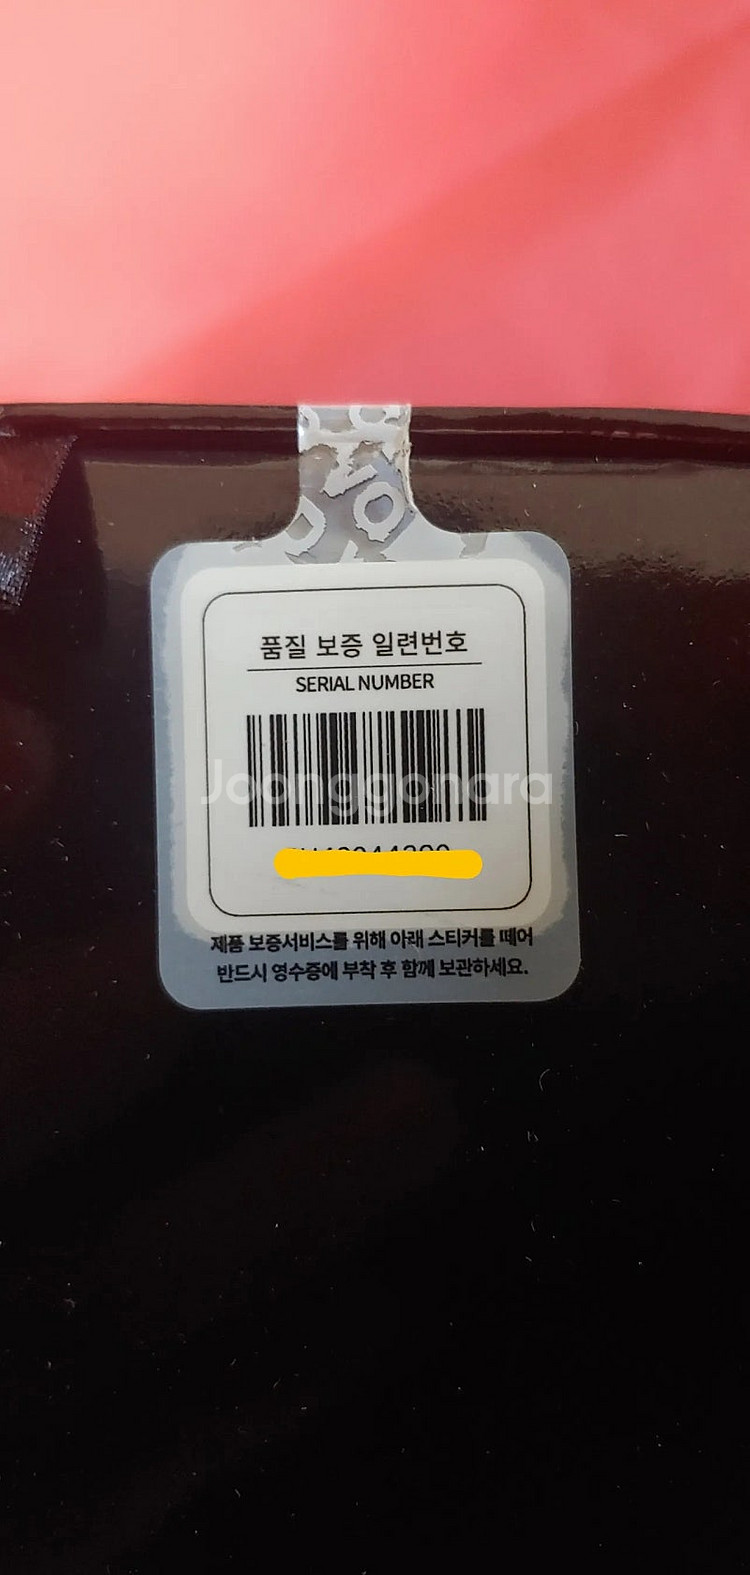 품질 보증 일련번호
SERIAL NUMBER
Joonggonara
제품 보증서비스를 위해 아래 스티커를 떼어
반드시 영수증에 부착 후 함께 보관하세요.